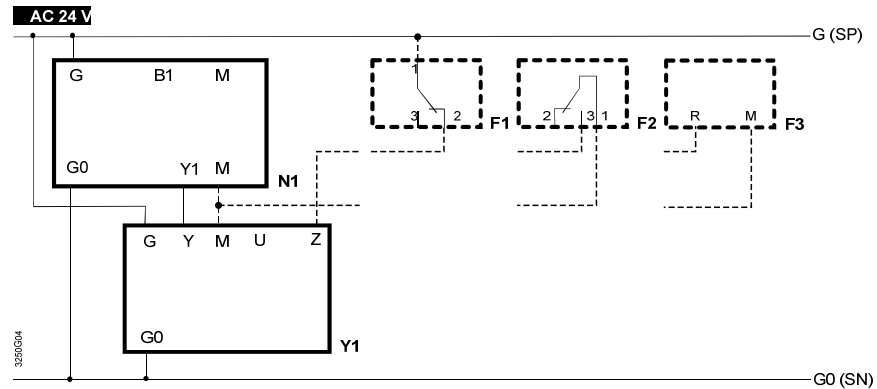 AC 24 V
G (SP)
G B1 M
1
3 2 F1
2 3 1 F2
R M F3
G0 Y1 M N1
G Y M U Z
G0 Y1
3250G04
G0 (SN)